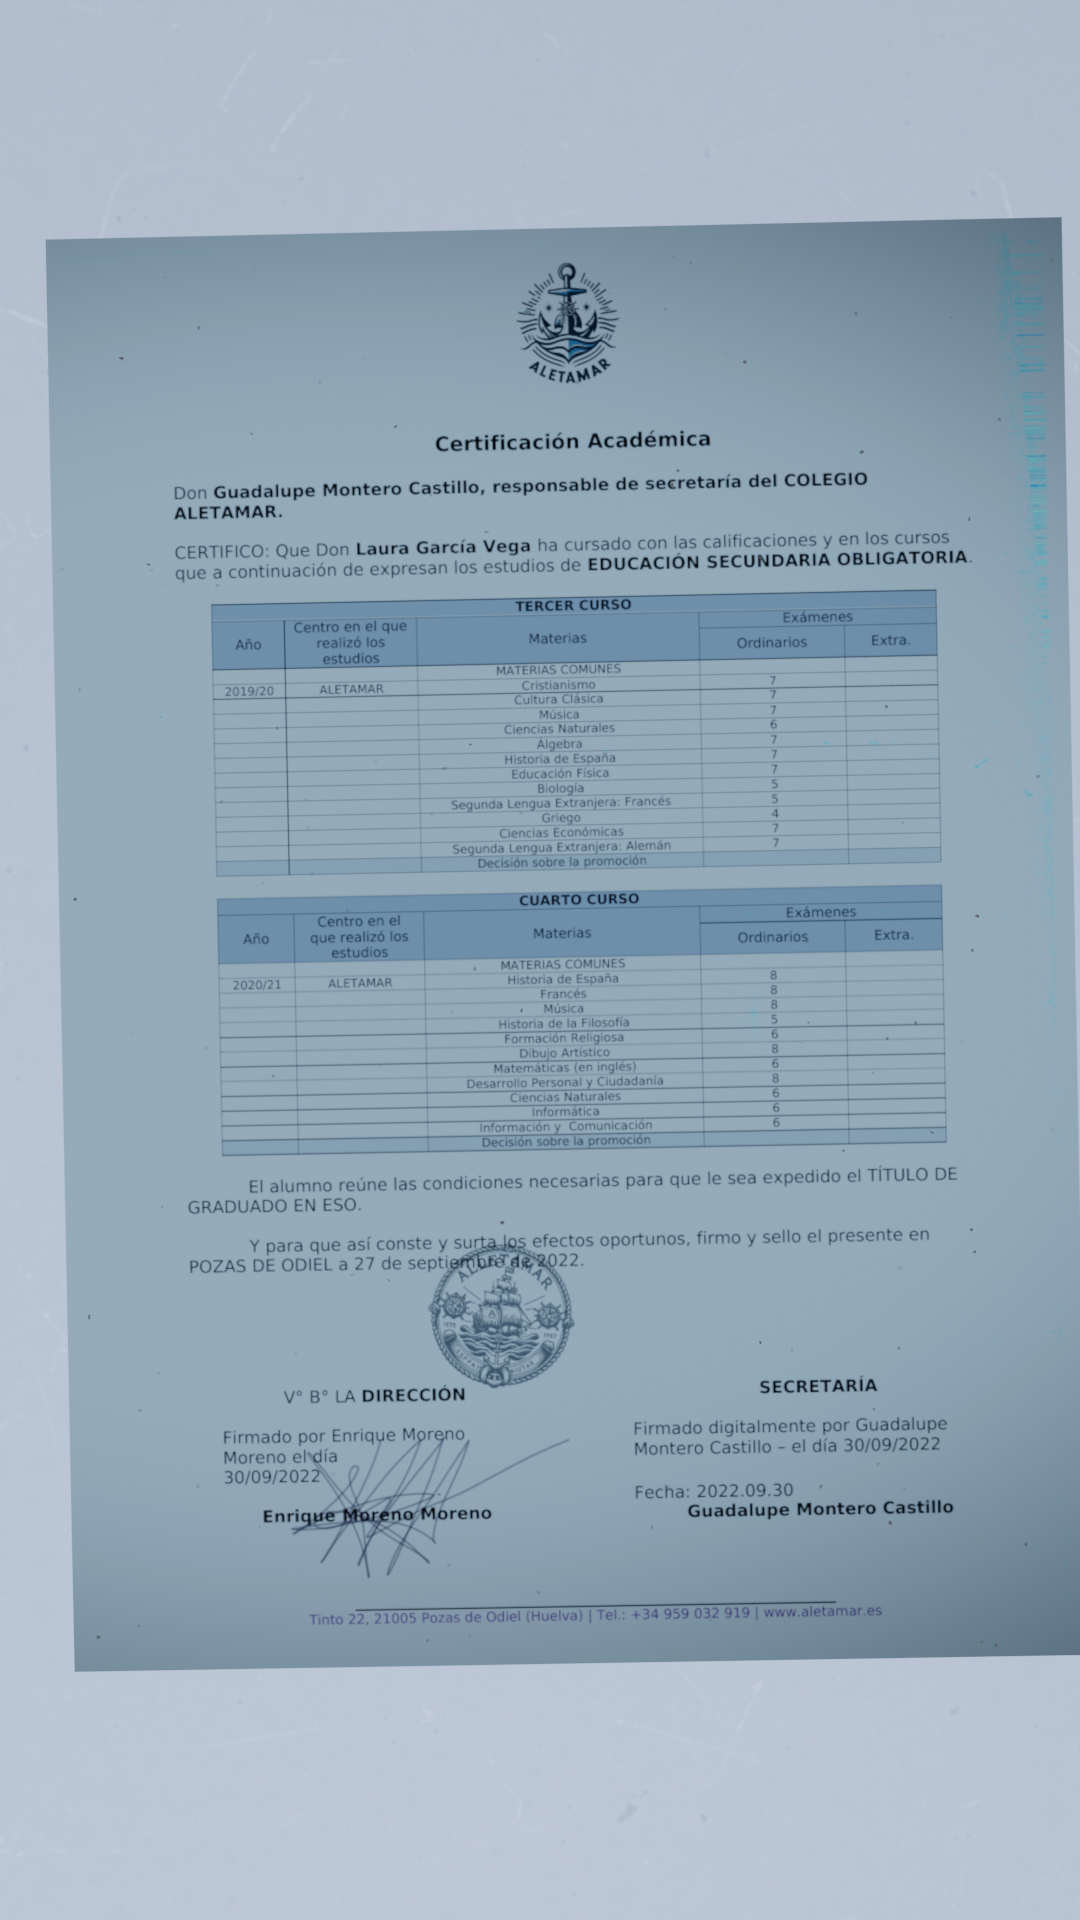 ALETAMAR
Certificación Académica
Don Guadalupe Montero Castillo, responsable de secretaría del COLEGIO
ALETAMAR.
CERTIFICO: Que Don Laura García Vega ha cursado con las calificaciones y en los cursos
que a continuación de expresan los estudios de EDUCACIÓN SECUNDARIA OBLIGATORIA.
TERCER CURSO
Año | Centro en el que realizó los estudios | Materias | Exámenes
Ordinarios | Extra.
MATERIAS COMUNES
2019/20 | ALETAMAR | Cristianismo | 7
Cultura Clásica | 7
Música | 7
Ciencias Naturales | 6
Álgebra | 7
Historia de España | 7
Educación Física | 7
Biología | 5
Segunda Lengua Extranjera: Francés | 5
Griego | 4
Ciencias Económicas | 7
Segunda Lengua Extranjera: Alemán | 7
Decisión sobre la promoción
CUARTO CURSO
Año | Centro en el que realizó los estudios | Materias | Exámenes
Ordinarios | Extra.
MATERIAS COMUNES
2020/21 | ALETAMAR | Historia de España | 8
Francés | 8
Música | 8
Historia de la Filosofía | 5
Formación Religiosa | 6
Dibujo Artístico | 8
Matemáticas (en inglés) | 6
Desarrollo Personal y Ciudadanía | 8
Ciencias Naturales | 6
Informática | 6
Información y Comunicación | 6
Decisión sobre la promoción
El alumno reúne las condiciones necesarias para que le sea expedido el TÍTULO DE
GRADUADO EN ESO.
Y para que así conste y surta los efectos oportunos, firmo y sello el presente en
POZAS DE ODIEL a 27 de septiembre de 2022.
ALETAMAR
Vº Bº LA DIRECCIÓN
Firmado por Enrique Moreno
Moreno el día
30/09/2022
Enrique Moreno Moreno
SECRETARÍA
Firmado digitalmente por Guadalupe
Montero Castillo – el día 30/09/2022
Fecha: 2022.09.30
Guadalupe Montero Castillo
Tinto 22, 21005 Pozas de Odiel (Huelva) | Tel.: +34 959 032 919 | www.aletamar.es